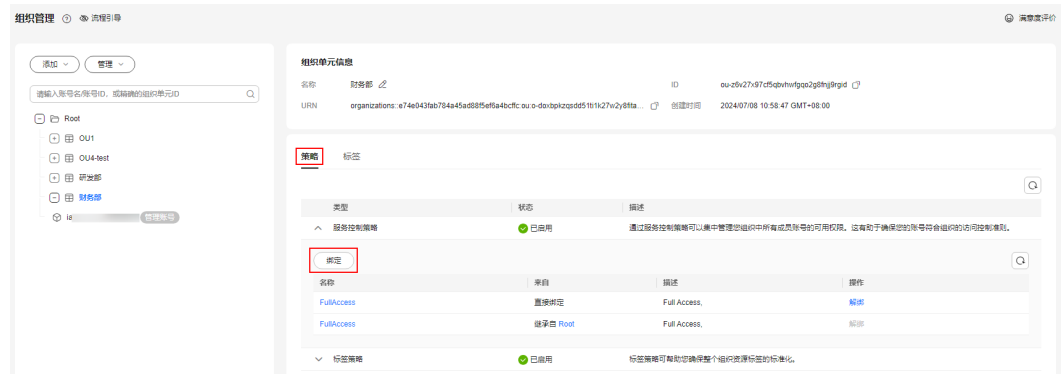 组织管理 流程引导 满意度评价
添加 管理
请输入账号名/账号ID，或精确的组织单元ID
Root
OU1
OU4-test
研发部
财务部
ia 管理账号
组织单元信息
名称 财务部 ID ou-z6v27x97cf5qbvhwfgqo2g8fnjj9rgid
URN organizations::e74e043fab784a45ad88f5ef6a4bcffc:ou:o-doxbpkzqsdd51ti1k27w2y8fita... 创建时间 2024/07/08 10:58:47 GMT+08:00
策略 标签
类型 状态 描述
服务控制策略 已启用 通过服务控制策略可以集中管理您组织中所有成员账号的可用权限。这有助于确保您的账号符合组织的访问控制准则。
绑定
名称 来自 描述 操作
FullAccess 直接绑定 Full Access, 解绑
FullAccess 继承自 Root Full Access, 解绑
标签策略 已启用 标签策略可帮助您确保整个组织资源标签的标准化。